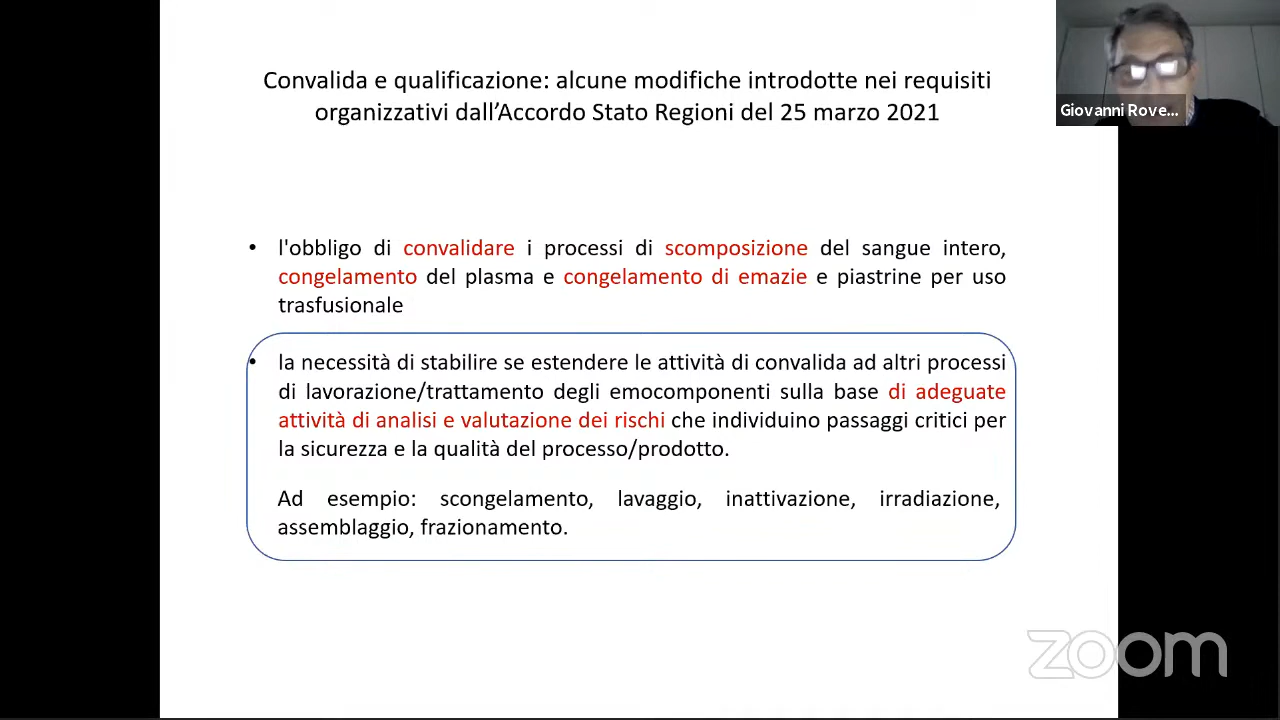 Convalida e qualificazione: alcune modifiche introdotte nei requisiti
organizzativi dall’Accordo Stato Regioni del 25 marzo 2021
Giovanni Rove...
• l'obbligo di convalidare i processi di scomposizione del sangue intero,
congelamento del plasma e congelamento di emazie e piastrine per uso
trasfusionale
• la necessità di stabilire se estendere le attività di convalida ad altri processi
di lavorazione/trattamento degli emocomponenti sulla base di adeguate
attività di analisi e valutazione dei rischi che individuino passaggi critici per
la sicurezza e la qualità del processo/prodotto.
Ad esempio: scongelamento, lavaggio, inattivazione, irradiazione,
assemblaggio, frazionamento.
zoom